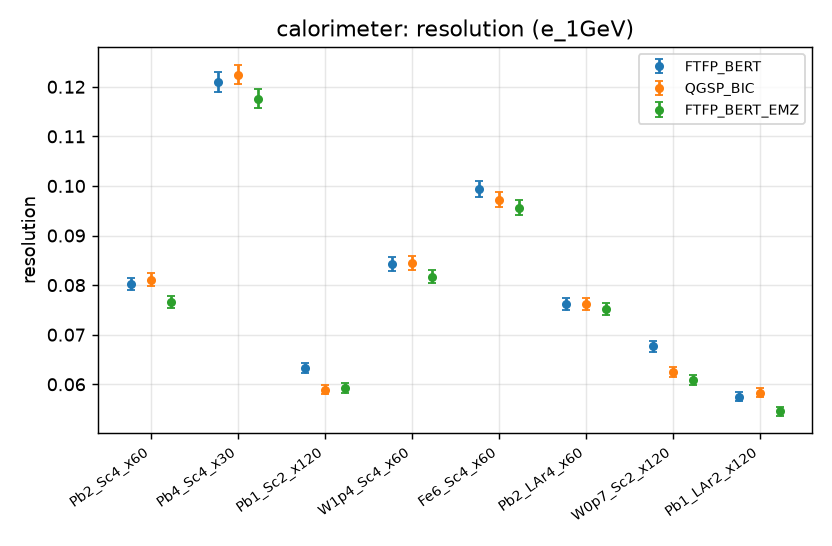 calorimeter: resolution (e_1GeV)
FTFP_BERT
QGSP_BIC
FTFP_BERT_EMZ
resolution
0.12
0.11
0.10
0.09
0.08
0.07
0.06
Pb2_Sc4_x60
Pb4_Sc4_x30
Pb1_Sc2_x120
W1p4_Sc4_x60
Fe6_Sc4_x60
Pb2_LAr4_x60
W0p7_Sc2_x120
Pb1_LAr2_x120